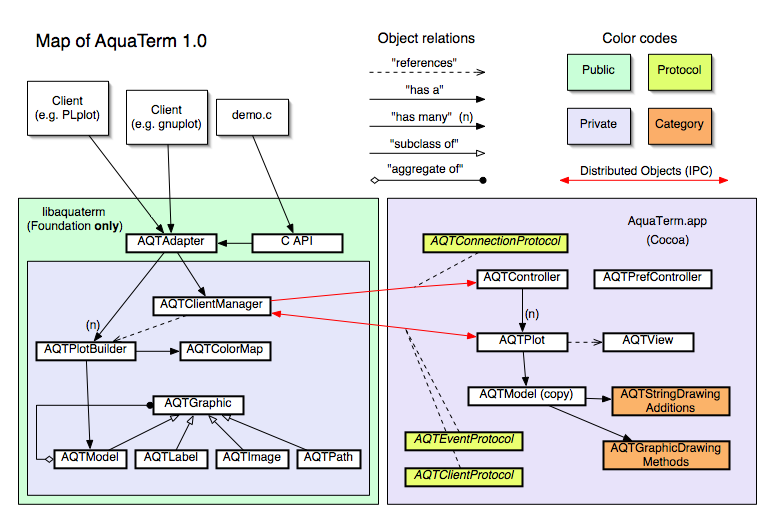 Map of AquaTerm 1.0
Object relations
Color codes
"references"
"has a"
"has many" (n)
"subclass of"
"aggregate of"
Public
Protocol
Private
Category
Distributed Objects (IPC)
Client
(e.g. PLplot)
Client
(e.g. gnuplot)
demo.c
libaquaterm
(Foundation only)
AQTAdapter
C API
AQTClientManager
(n)
AQTPlotBuilder
AQTColorMap
AQTGraphic
AQTModel
AQTLabel
AQTImage
AQTPath
AquaTerm.app
(Cocoa)
AQTConnectionProtocol
AQTController
AQTPrefController
(n)
AQTPlot
AQTView
AQTModel (copy)
AQTStringDrawing
Additions
AQTEventProtocol
AQTGraphicDrawing
Methods
AQTClientProtocol